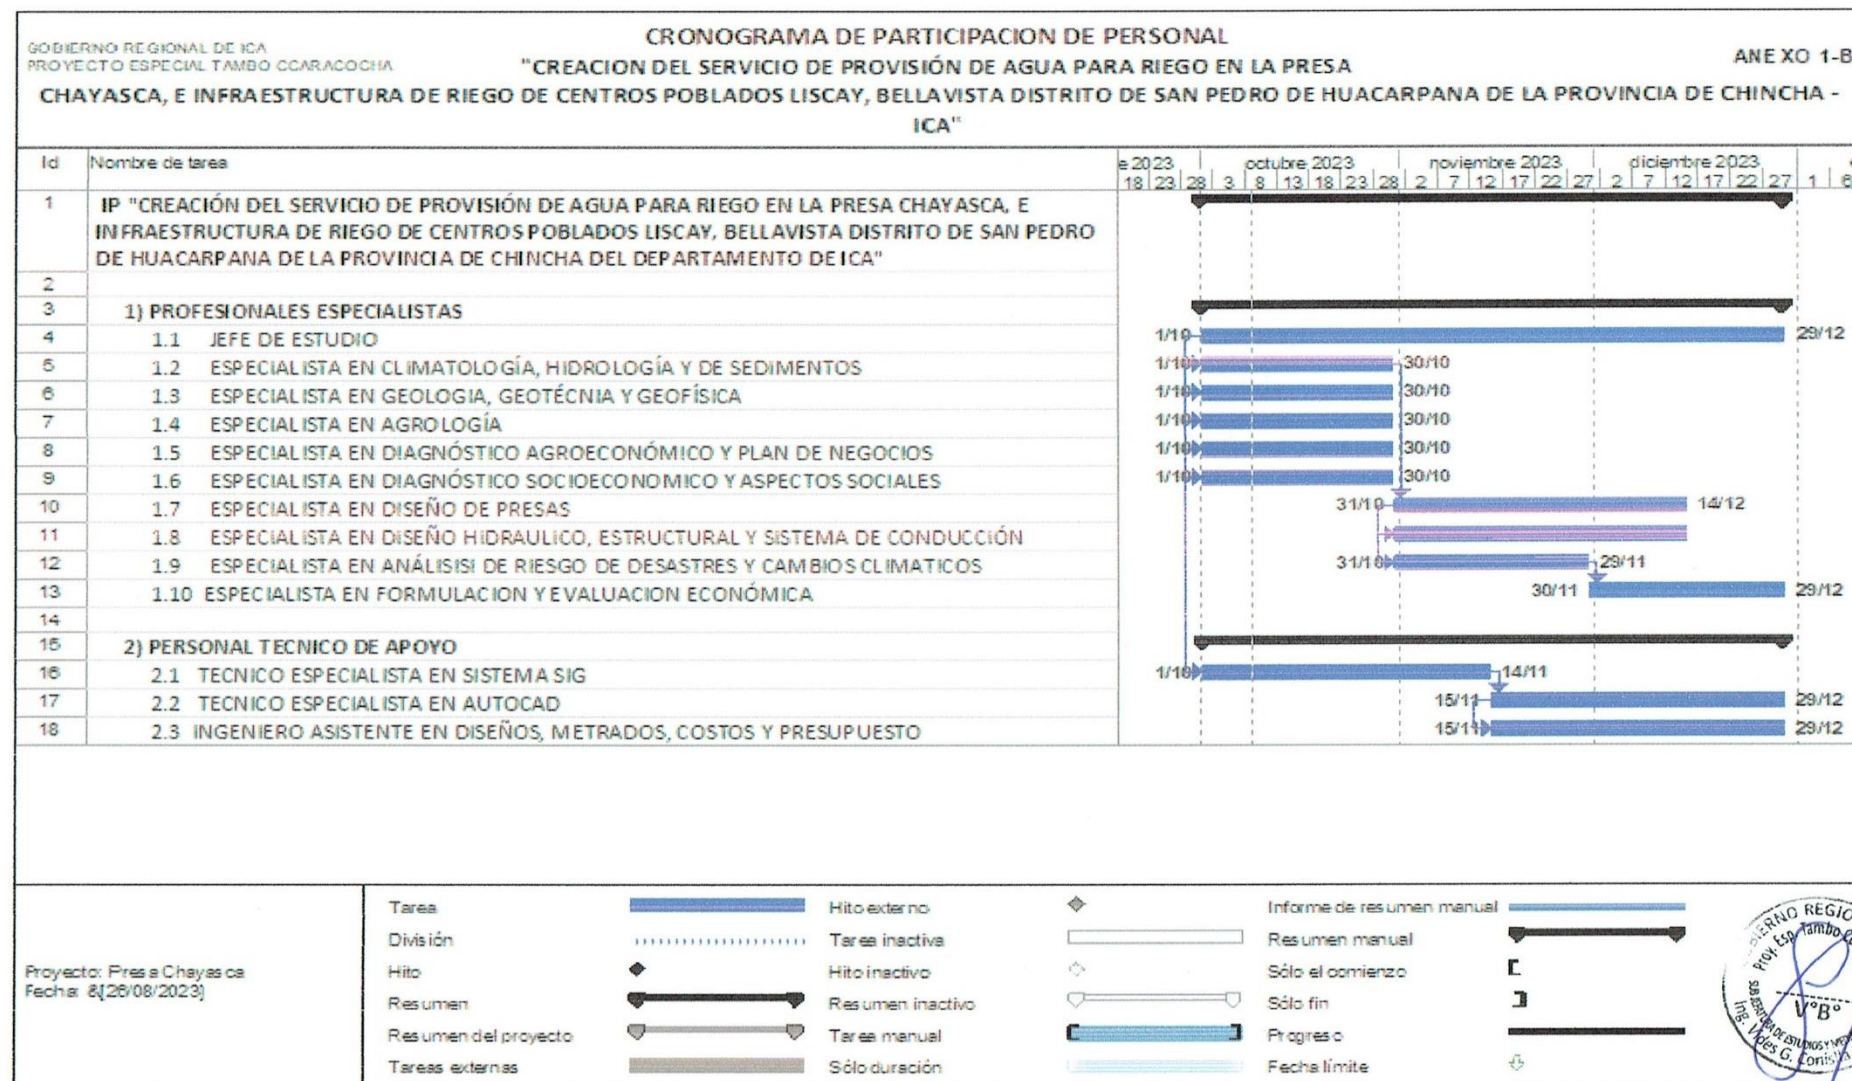 GOBIERNO REGIONAL DE ICA
PROYECTO ESPECIAL TAMBO CCARACOCHA
CRONOGRAMA DE PARTICIPACION DE PERSONAL
"CREACION DEL SERVICIO DE PROVISIÓN DE AGUA PARA RIEGO EN LA PRESA
ANEXO 1-B
CHAYASCA, E INFRAESTRUCTURA DE RIEGO DE CENTROS POBLADOS LISCAY, BELLAVISTA DISTRITO DE SAN PEDRO DE HUACARPANA DE LA PROVINCIA DE CHINCHA -
ICA"
Id Nombre de tarea e 2023 octubre 2023 noviembre 2023 diciembre 2023 e
18 23 28 3 8 13 18 23 28 2 7 12 17 22 27 2 7 12 17 22 27 1 6
1 IP "CREACIÓN DEL SERVICIO DE PROVISIÓN DE AGUA PARA RIEGO EN LA PRESA CHAYASCA, E
INFRAESTRUCTURA DE RIEGO DE CENTROS POBLADOS LISCAY, BELLAVISTA DISTRITO DE SAN PEDRO
DE HUACARPANA DE LA PROVINCIA DE CHINCHA DEL DEPARTAMENTO DE ICA"
2
3 1) PROFESIONALES ESPECIALISTAS
4 1.1 JEFE DE ESTUDIO 1/10 29/12
5 1.2 ESPECIALISTA EN CLIMATOLOGÍA, HIDROLOGÍA Y DE SEDIMENTOS 1/10 30/10
6 1.3 ESPECIALISTA EN GEOLOGIA, GEOTÉCNIA Y GEOFÍSICA 1/10 30/10
7 1.4 ESPECIALISTA EN AGROLOGÍA 1/10 30/10
8 1.5 ESPECIALISTA EN DIAGNÓSTICO AGROECONÓMICO Y PLAN DE NEGOCIOS 1/10 30/10
9 1.6 ESPECIALISTA EN DIAGNÓSTICO SOCIOECONOMICO Y ASPECTOS SOCIALES 1/10 30/10
10 1.7 ESPECIALISTA EN DISEÑO DE PRESAS 31/10 14/12
11 1.8 ESPECIALISTA EN DISEÑO HIDRAULICO, ESTRUCTURAL Y SISTEMA DE CONDUCCIÓN
12 1.9 ESPECIALISTA EN ANÁLISISI DE RIESGO DE DESASTRES Y CAMBIOS CLIMATICOS 31/10 29/11
13 1.10 ESPECIALISTA EN FORMULACION Y EVALUACION ECONÓMICA 30/11 29/12
14
15 2) PERSONAL TECNICO DE APOYO
16 2.1 TECNICO ESPECIALISTA EN SISTEMA SIG 1/10 14/11
17 2.2 TECNICO ESPECIALISTA EN AUTOCAD 15/11 29/12
18 2.3 INGENIERO ASISTENTE EN DISEÑOS, METRADOS, COSTOS Y PRESUPUESTO 15/11 29/12
Proyecto: Presa Chayasca
Fecha: &[26/08/2023]
Tarea
División
Hito
Resumen
Resumen del proyecto
Tareas externas
Hito externo
Tarea inactiva
Hito inactivo
Resumen inactivo
Tarea manual
Sólo duración
Informe de resumen manual
Resumen manual
Sólo el comienzo
Sólo fin
Progreso
Fecha límite
V°B°